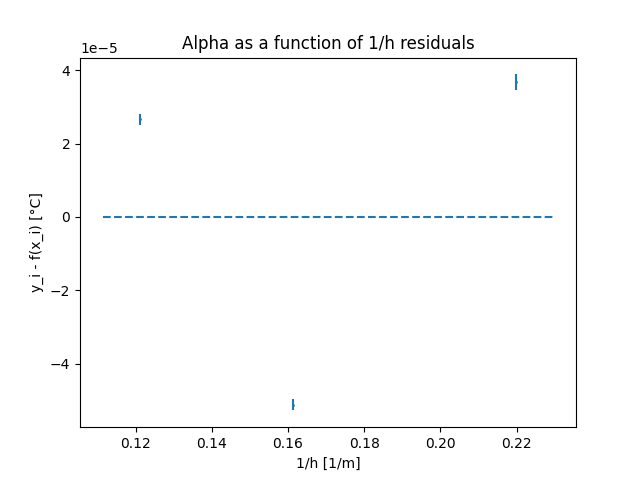 Alpha as a function of 1/h residuals
1e−5
4
2
0
−2
−4
y_i - f(x_i) [°C]
0.12 0.14 0.16 0.18 0.20 0.22
1/h [1/m]